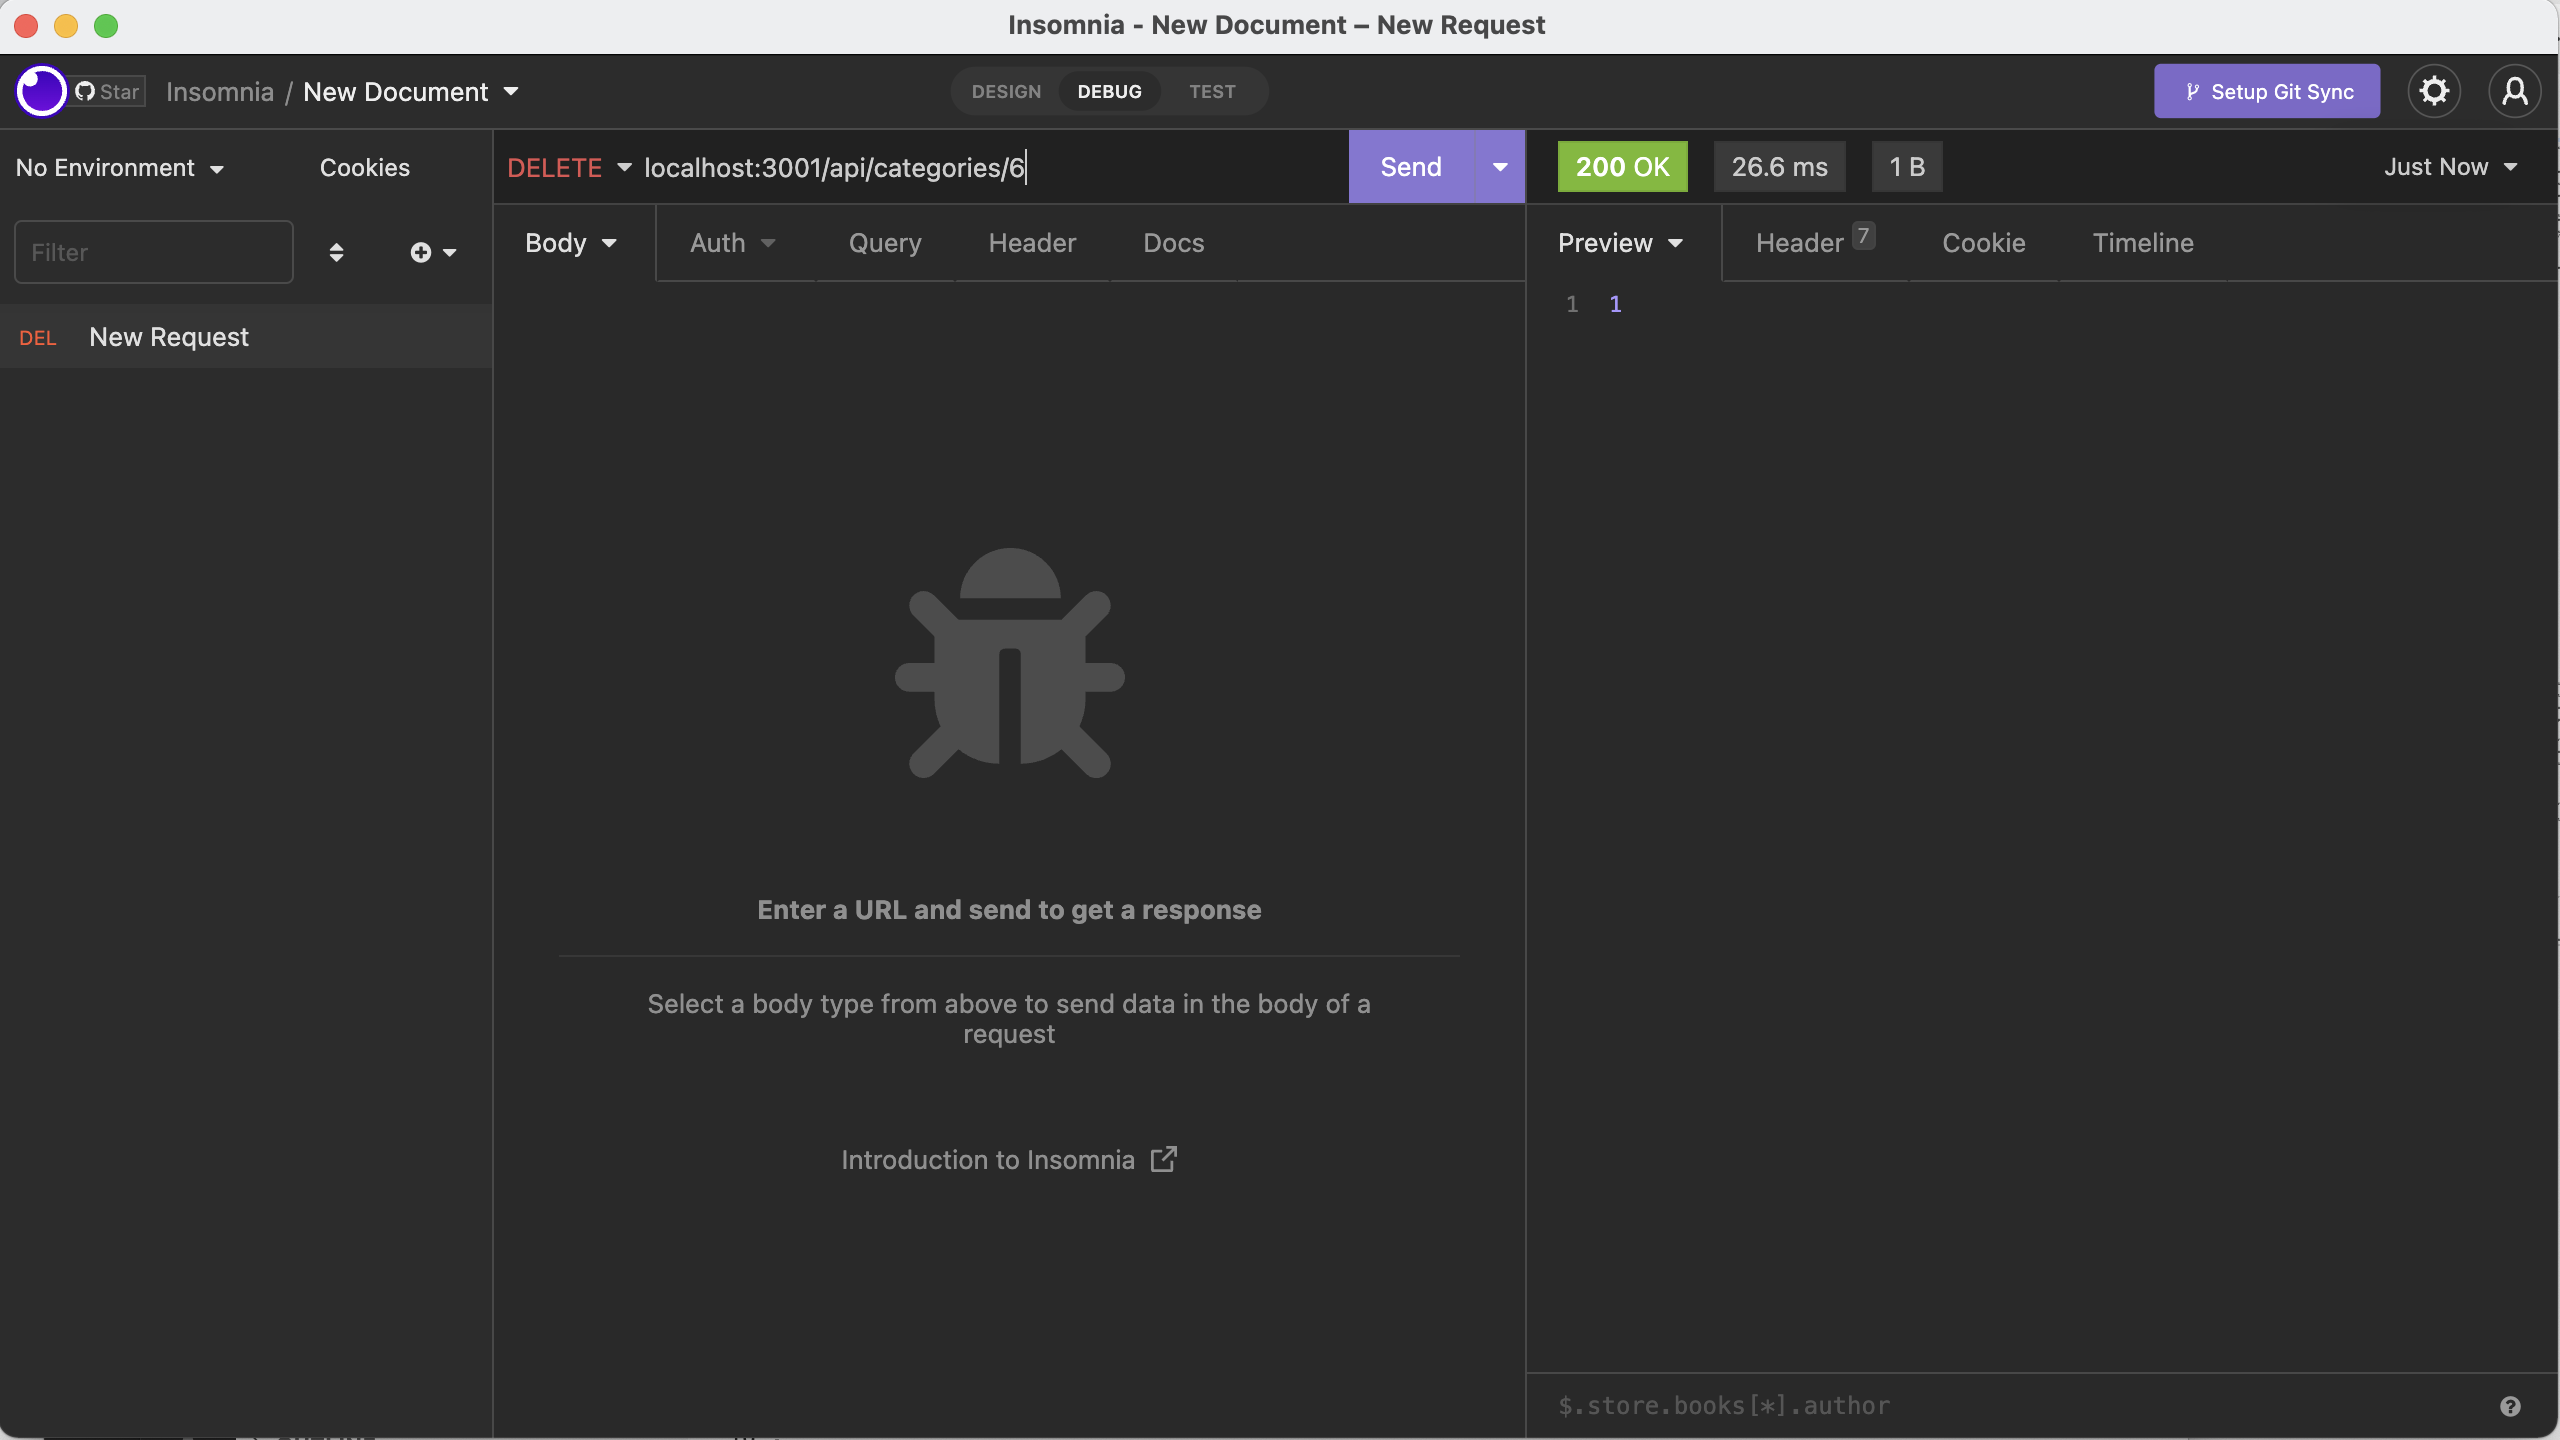 Insomnia - New Document – New Request
Star
Insomnia / New Document
DESIGN DEBUG TEST
Setup Git Sync
No Environment Cookies
DELETE localhost:3001/api/categories/6 Send
200 OK 26.6 ms 1 B Just Now
Filter
Body Auth Query Header Docs
Preview Header 7 Cookie Timeline
DEL New Request
1 1
Enter a URL and send to get a response
Select a body type from above to send data in the body of a
request
Introduction to Insomnia
$.store.books[*].author